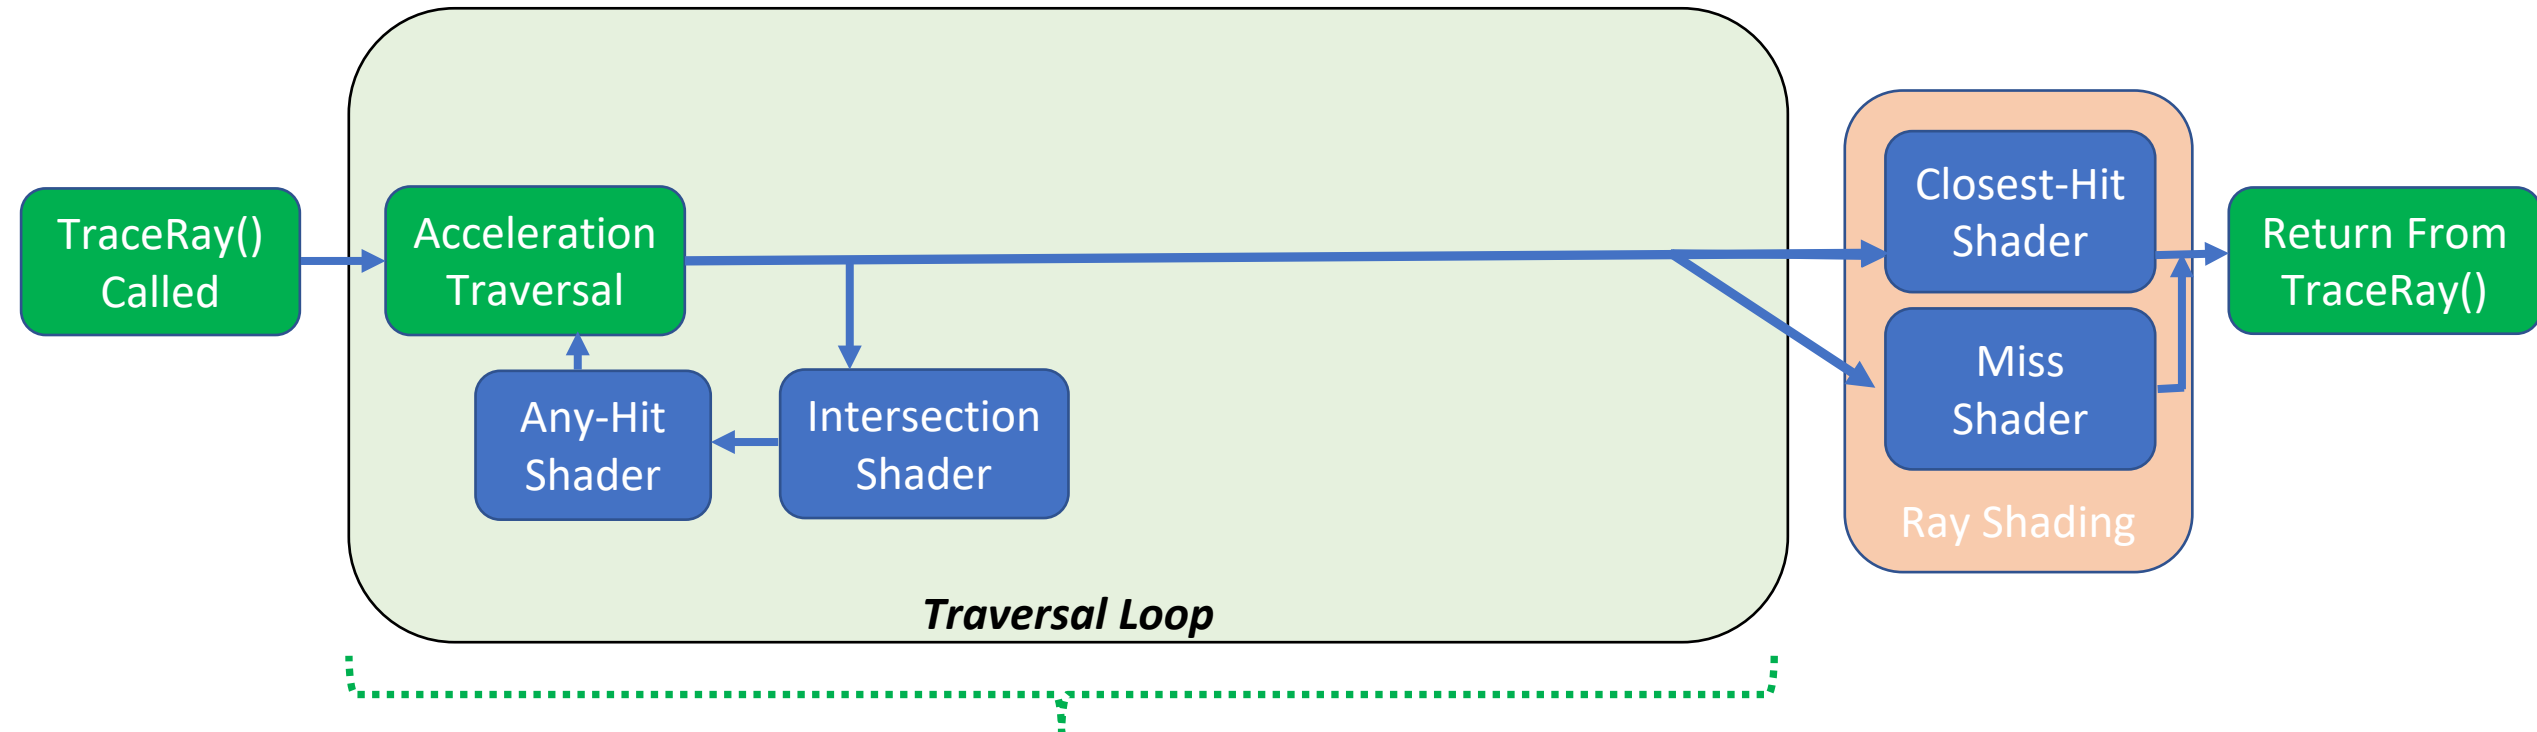 TraceRay()
Called
Acceleration
Traversal
Any-Hit
Shader
Intersection
Shader
Traversal Loop
Closest-Hit
Shader
Miss
Shader
Ray Shading
Return From
TraceRay()